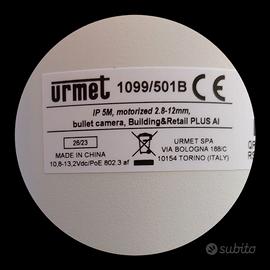 urmet 1099/501B CE
IP 5M, motorized 2.8-12mm,
bullet camera, Building&Retail PLUS AI
26/23
MADE IN CHINA
10,8-13,2Vdc/PoE 802.3 af
URMET SPA
VIA BOLOGNA 188/C
10154 TORINO (ITALY)
subito